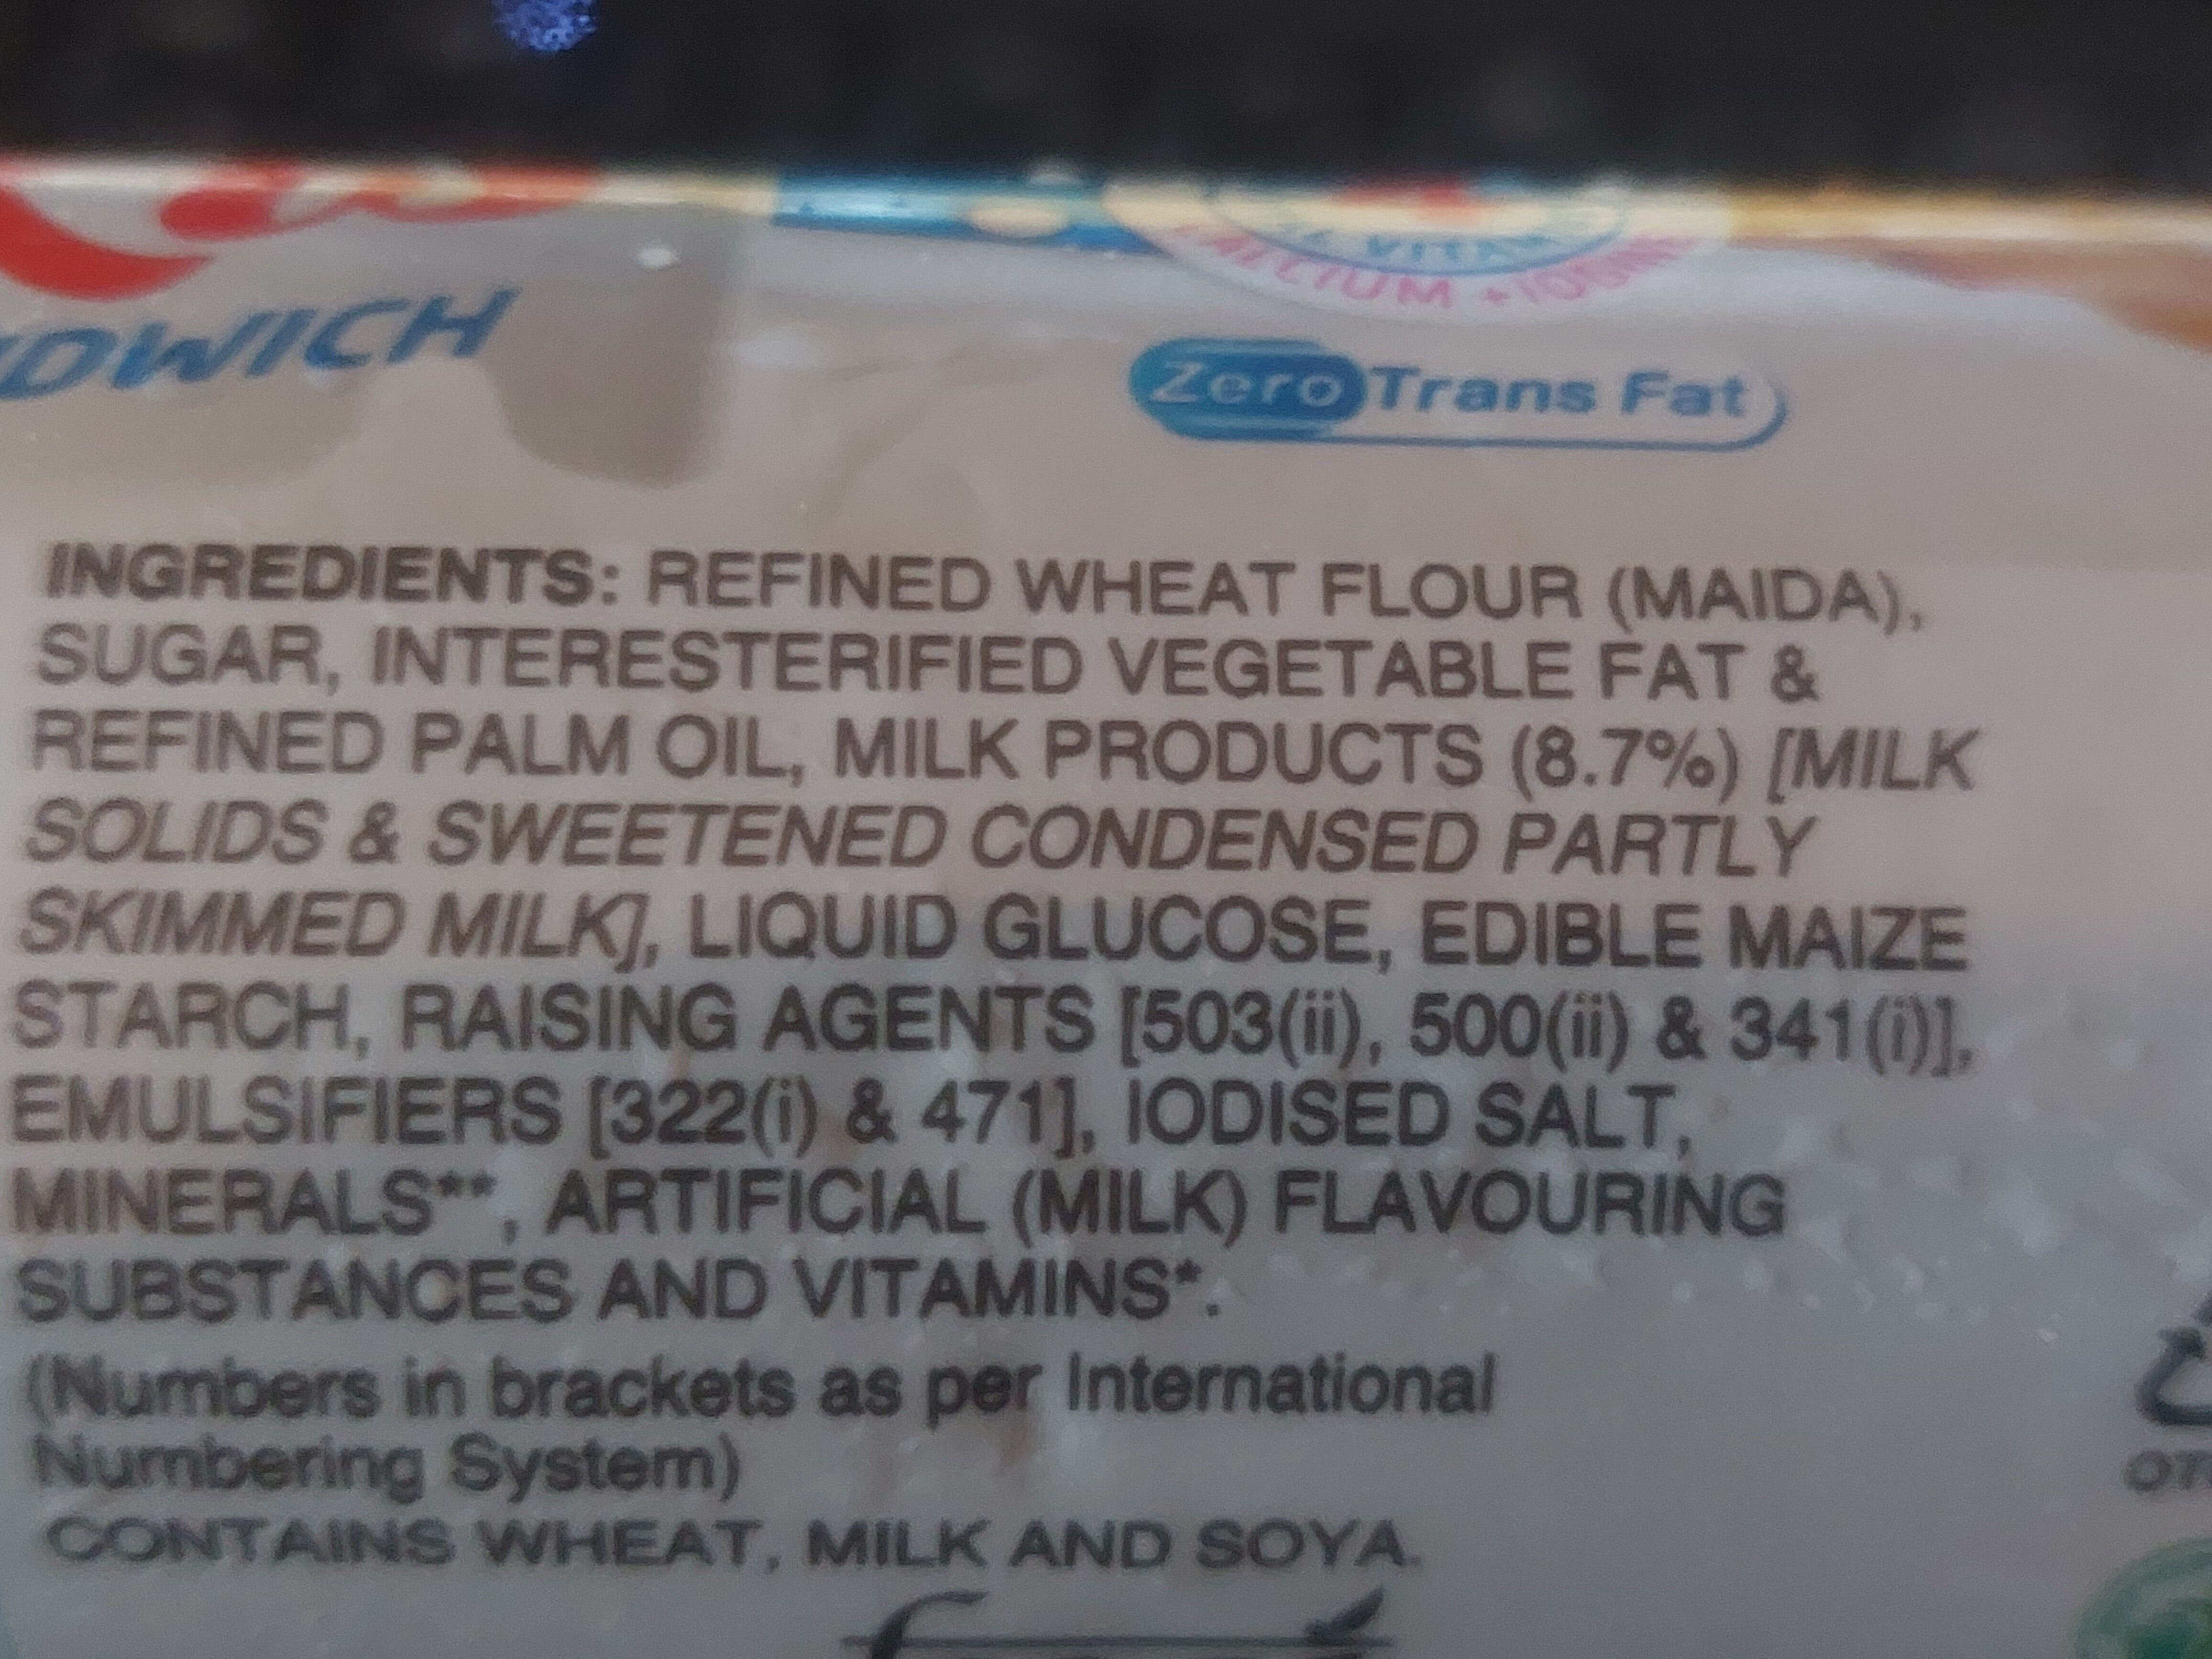 DWICH
CALCIUM + IODINE
Zero Trans Fat
INGREDIENTS: REFINED WHEAT FLOUR (MAIDA),
SUGAR, INTERESTERIFIED VEGETABLE FAT &
REFINED PALM OIL, MILK PRODUCTS (8.7%) [MILK
SOLIDS & SWEETENED CONDENSED PARTLY
SKIMMED MILK], LIQUID GLUCOSE, EDIBLE MAIZE
STARCH, RAISING AGENTS [503(ii), 500(ii) & 341(i)],
EMULSIFIERS [322(i) & 471], IODISED SALT,
MINERALS**, ARTIFICIAL (MILK) FLAVOURING
SUBSTANCES AND VITAMINS*.
(Numbers in brackets as per International
Numbering System)
CONTAINS WHEAT, MILK AND SOYA.